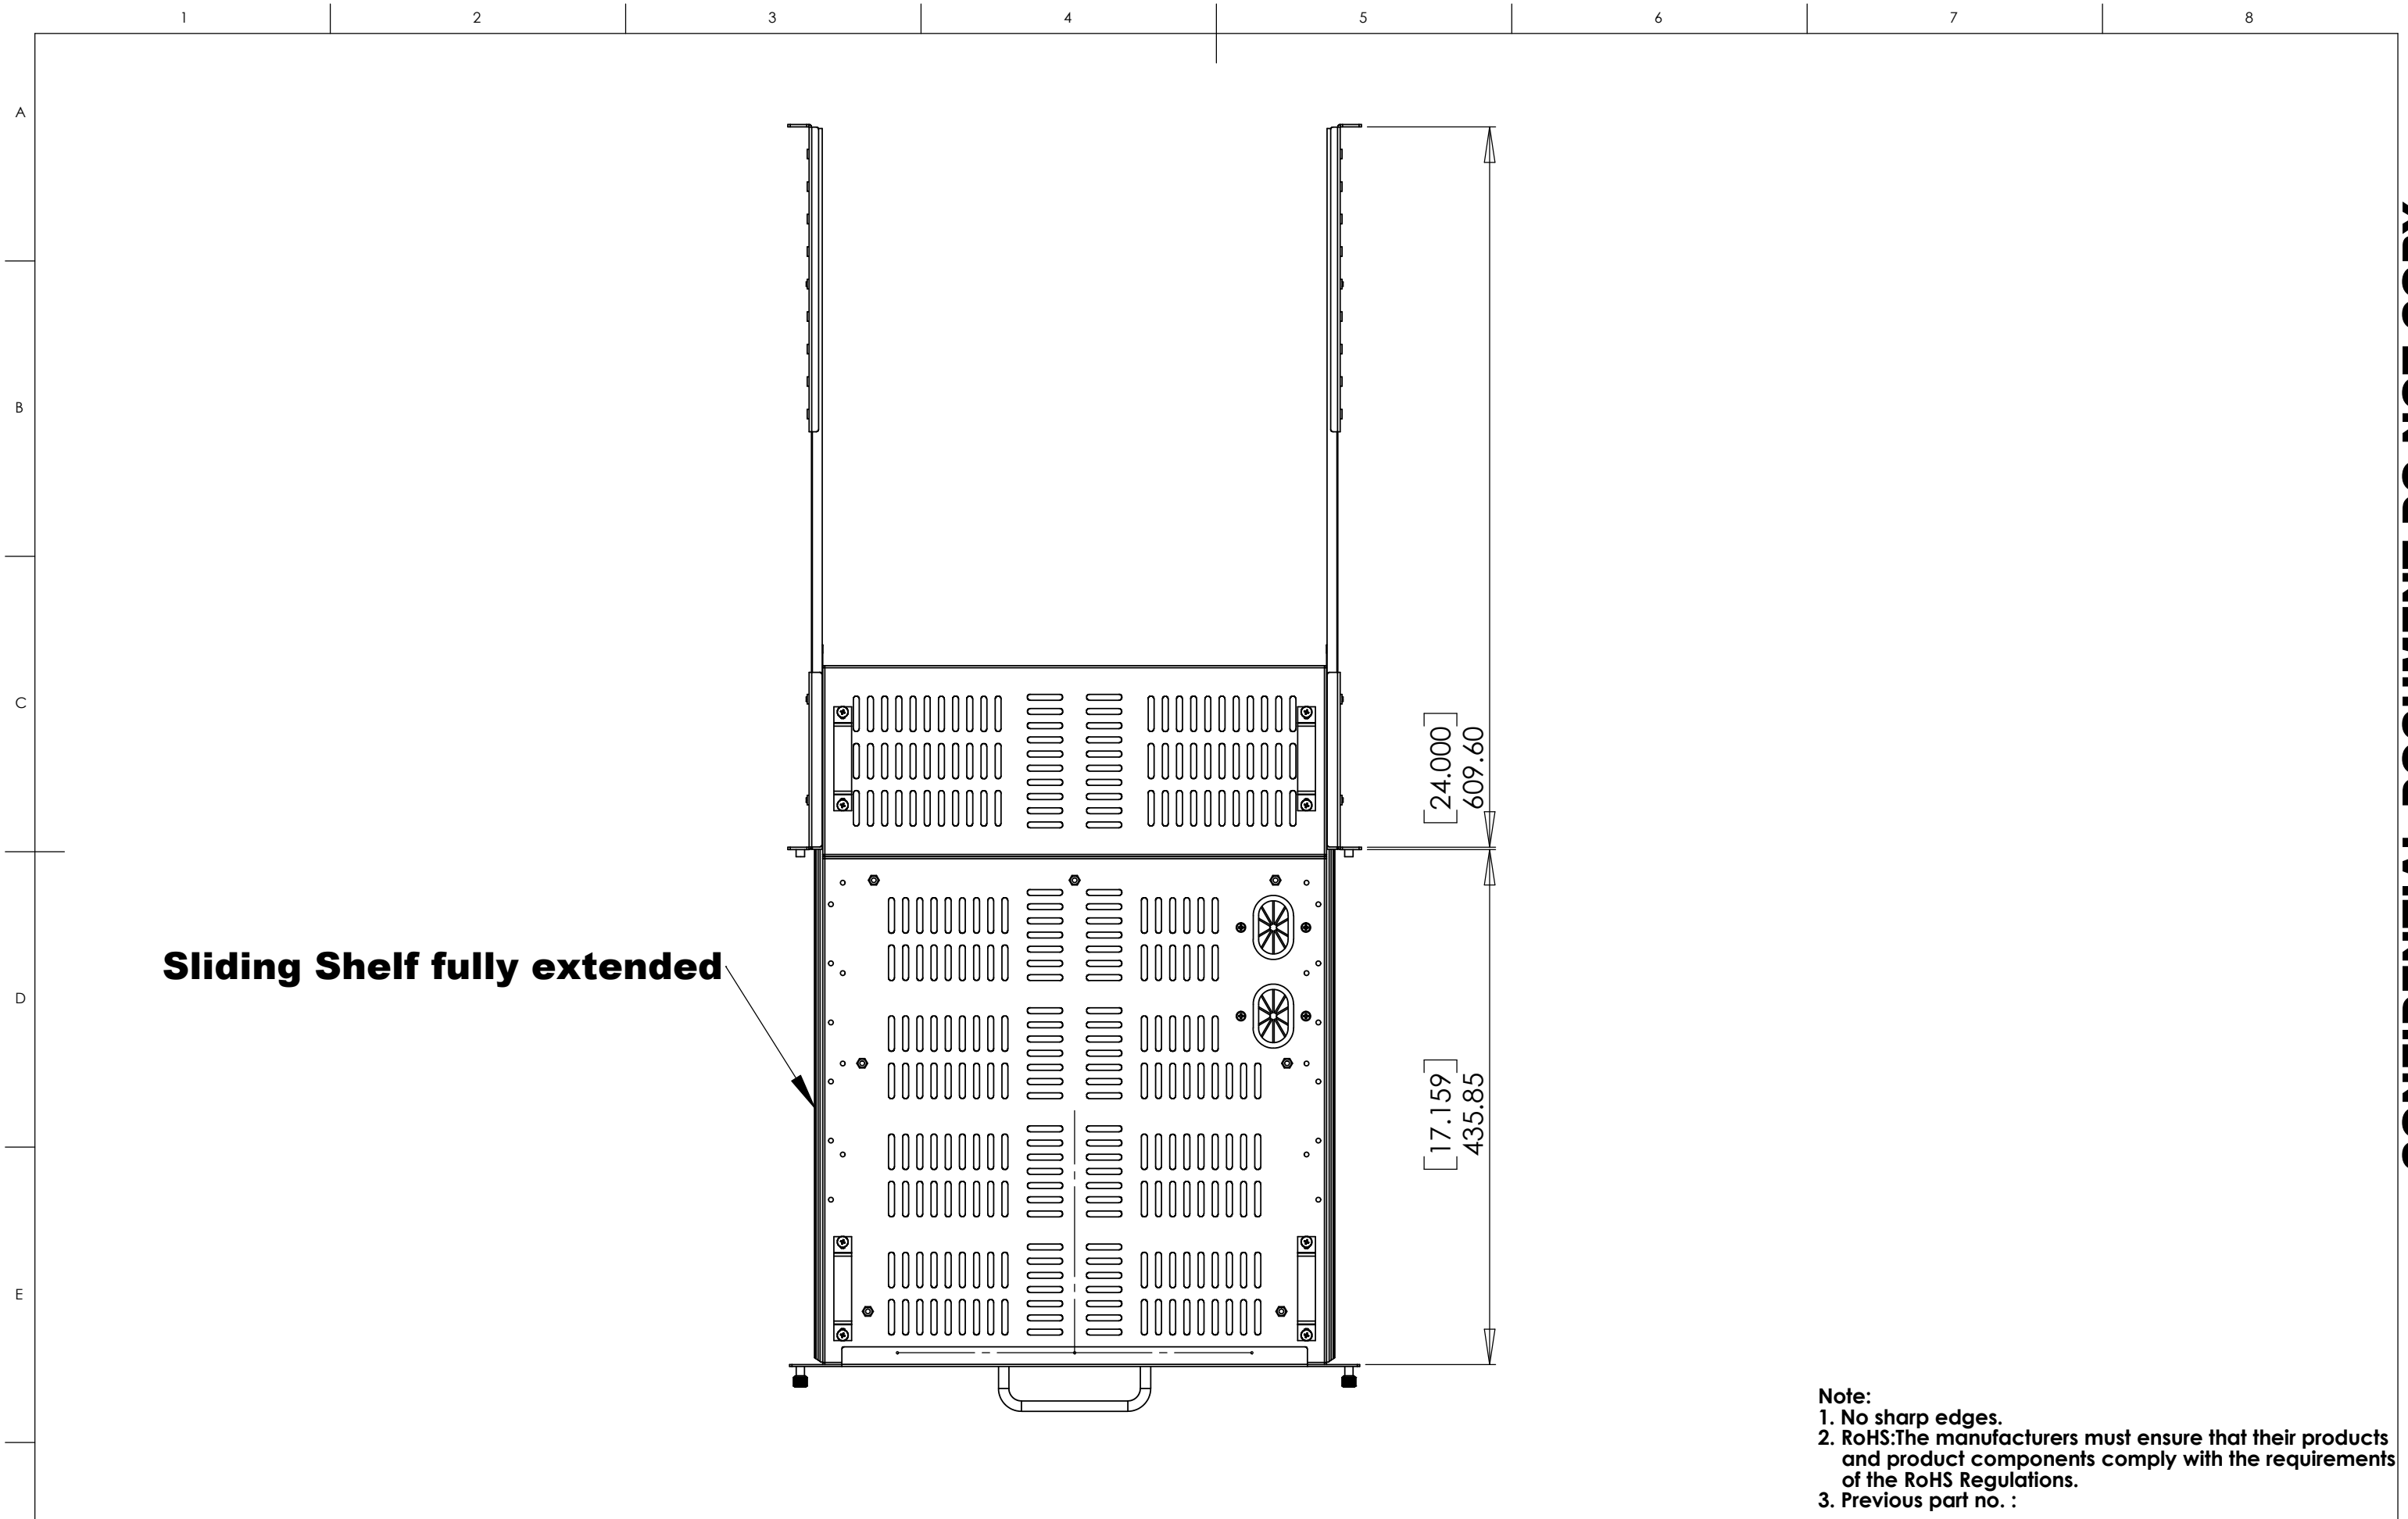 1 2 3 4 5 6 7 8
A
B
C
D
E
Sliding Shelf fully extended
[24.000]
609.60
[17.159]
435.85
Note:
1. No sharp edges.
2. RoHS:The manufacturers must ensure that their products
and product components comply with the requirements
of the RoHS Regulations.
3. Previous part no. :